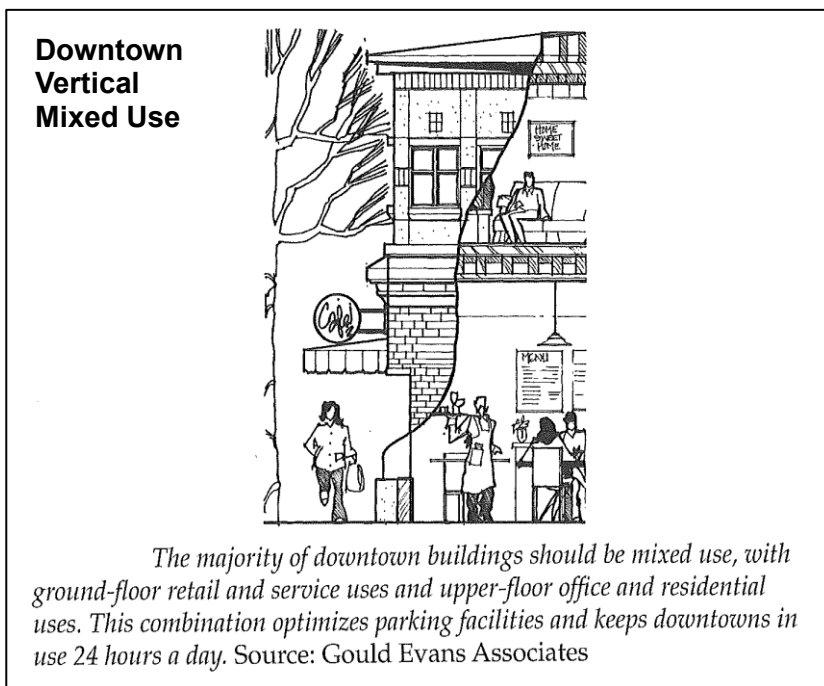 Downtown
Vertical
Mixed Use
HOME
SWEET
HOME
Café
MENU
The majority of downtown buildings should be mixed use, with
ground-floor retail and service uses and upper-floor office and residential
uses. This combination optimizes parking facilities and keeps downtowns in
use 24 hours a day. Source: Gould Evans Associates